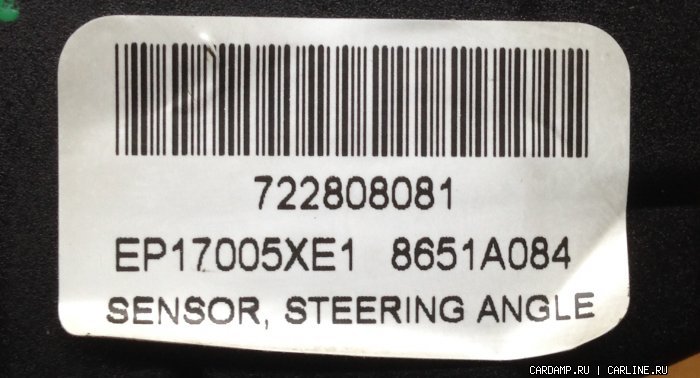 722808081
EP17005XE1 8651A084
SENSOR, STEERING ANGLE
CARDAMP.RU | CARLINE.RU